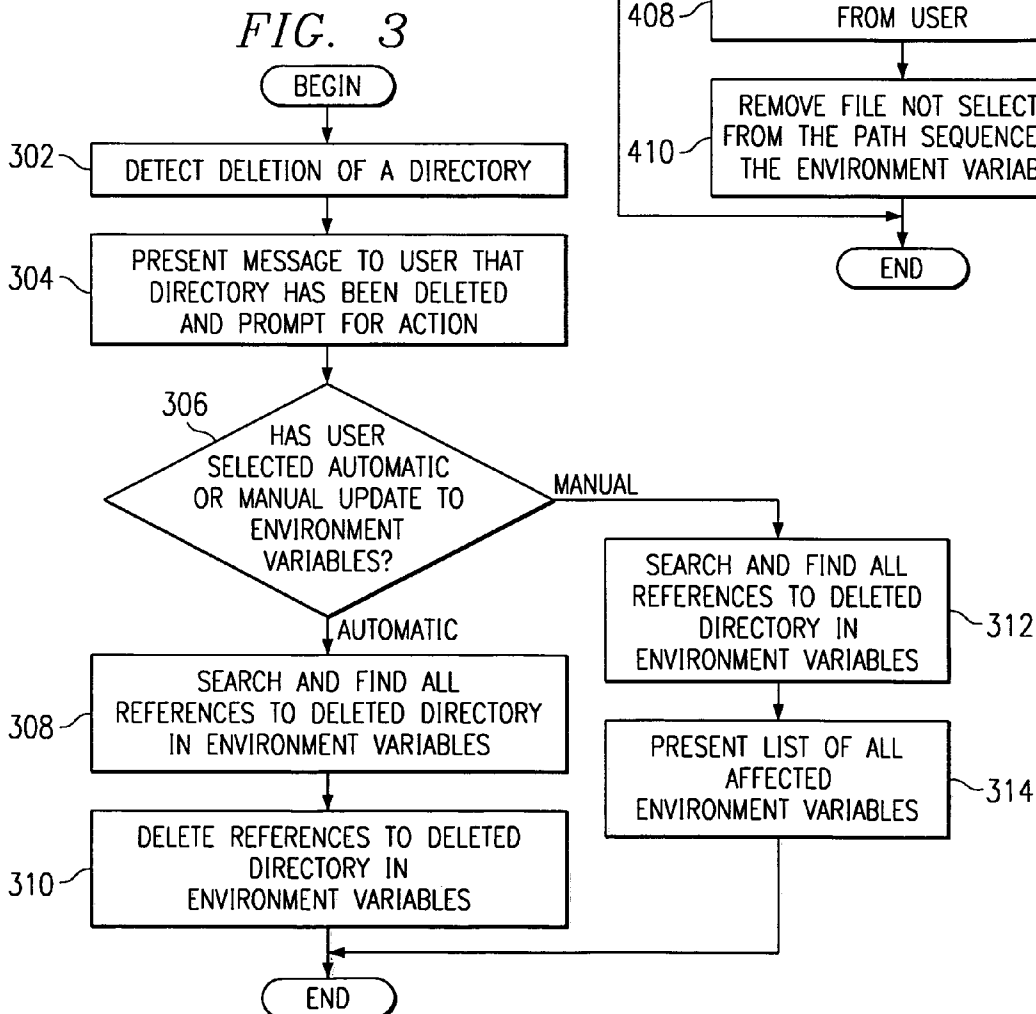 FIG. 3
BEGIN
302
DETECT DELETION OF A DIRECTORY
304
PRESENT MESSAGE TO USER THAT
DIRECTORY HAS BEEN DELETED
AND PROMPT FOR ACTION
306
HAS USER
SELECTED AUTOMATIC
OR MANUAL UPDATE TO
ENVIRONMENT
VARIABLES?
MANUAL
AUTOMATIC
308
SEARCH AND FIND ALL
REFERENCES TO DELETED DIRECTORY
IN ENVIRONMENT VARIABLES
310
DELETE REFERENCES TO DELETED
DIRECTORY IN
ENVIRONMENT VARIABLES
SEARCH AND FIND ALL
REFERENCES TO DELETED
DIRECTORY IN
ENVIRONMENT VARIABLES
312
PRESENT LIST OF ALL
AFFECTED
ENVIRONMENT VARIABLES
314
END
408
FROM USER
410
REMOVE FILE NOT
FROM THE PATH SEQUENCE
THE ENVIRONMENT
END